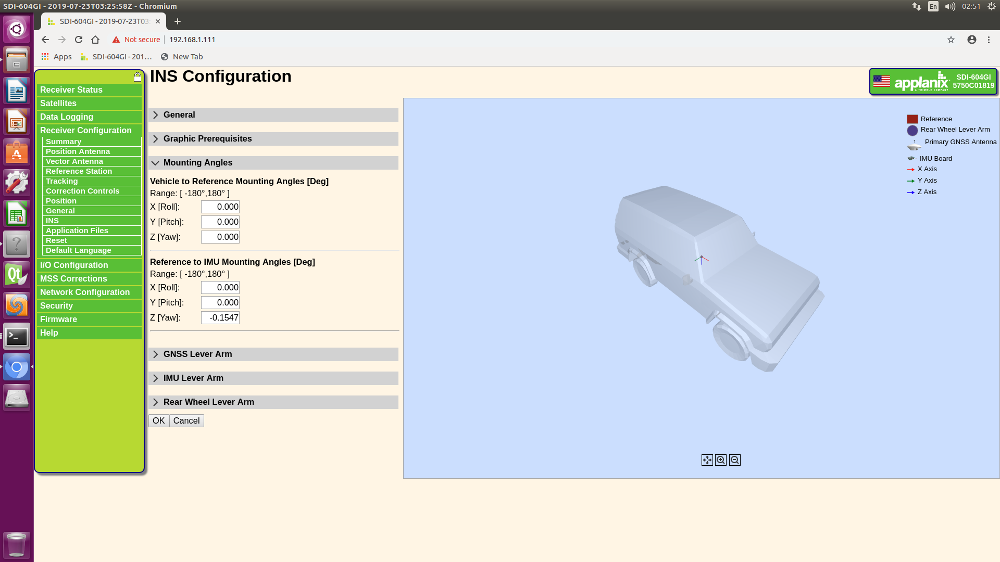 SDI-604GI - 2019-07-23T03:25:58Z - Chromium
En
02:51
SDI-604GI - 2019-07-23T03:
Not secure
192.168.1.111
Apps
SDI-604GI - 201...
New Tab
INS Configuration
applanix
A TRIMBLE COMPANY
SDI-604GI
5750C01819
Receiver Status
Satellites
Data Logging
Receiver Configuration
Summary
Position Antenna
Vector Antenna
Reference Station
Tracking
Correction Controls
Position
General
INS
Application Files
Reset
Default Language
I/O Configuration
MSS Corrections
Network Configuration
Security
Firmware
Help
General
Graphic Prerequisites
Mounting Angles
Vehicle to Reference Mounting Angles [Deg]
Range: [ -180°,180° ]
X [Roll]: 0.000
Y [Pitch]: 0.000
Z [Yaw]: 0.000
Reference to IMU Mounting Angles [Deg]
Range: [ -180°,180° ]
X [Roll]: 0.000
Y [Pitch]: 0.000
Z [Yaw]: -0.1547
GNSS Lever Arm
IMU Lever Arm
Rear Wheel Lever Arm
OK Cancel
Reference
Rear Wheel Lever Arm
Primary GNSS Antenna
IMU Board
X Axis
Y Axis
Z Axis
Qt